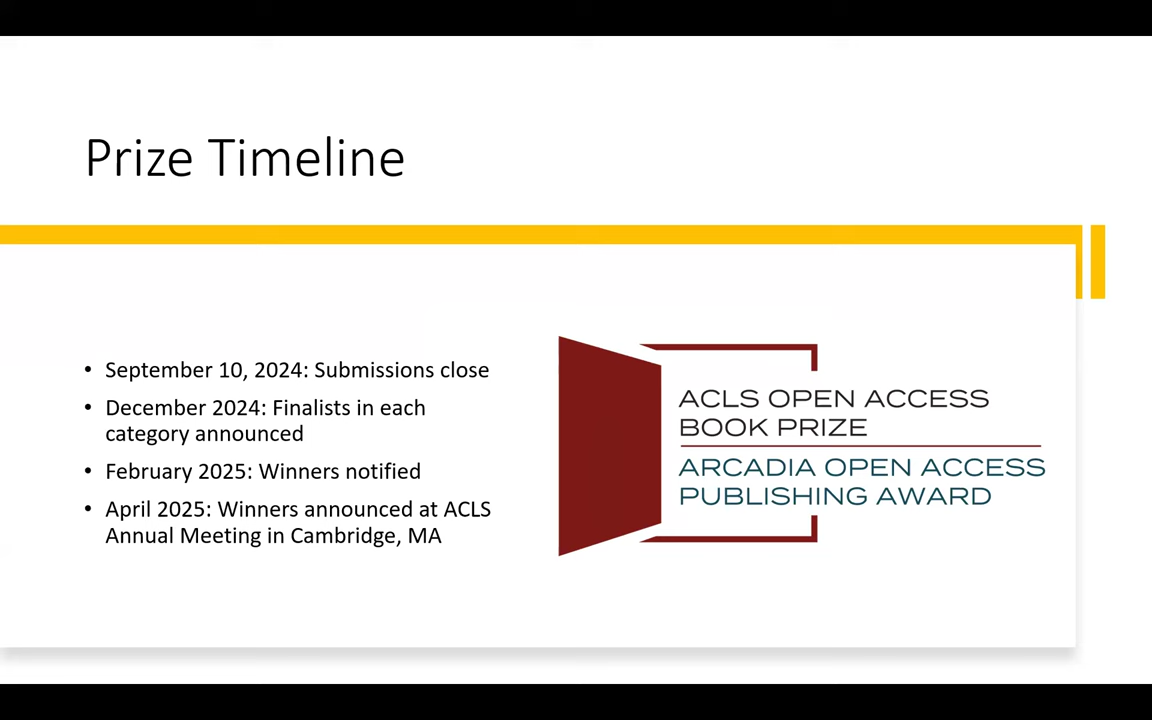 Prize Timeline
• September 10, 2024: Submissions close
• December 2024: Finalists in each
category announced
• February 2025: Winners notified
• April 2025: Winners announced at ACLS
Annual Meeting in Cambridge, MA
ACLS OPEN ACCESS
BOOK PRIZE
ARCADIA OPEN ACCESS
PUBLISHING AWARD